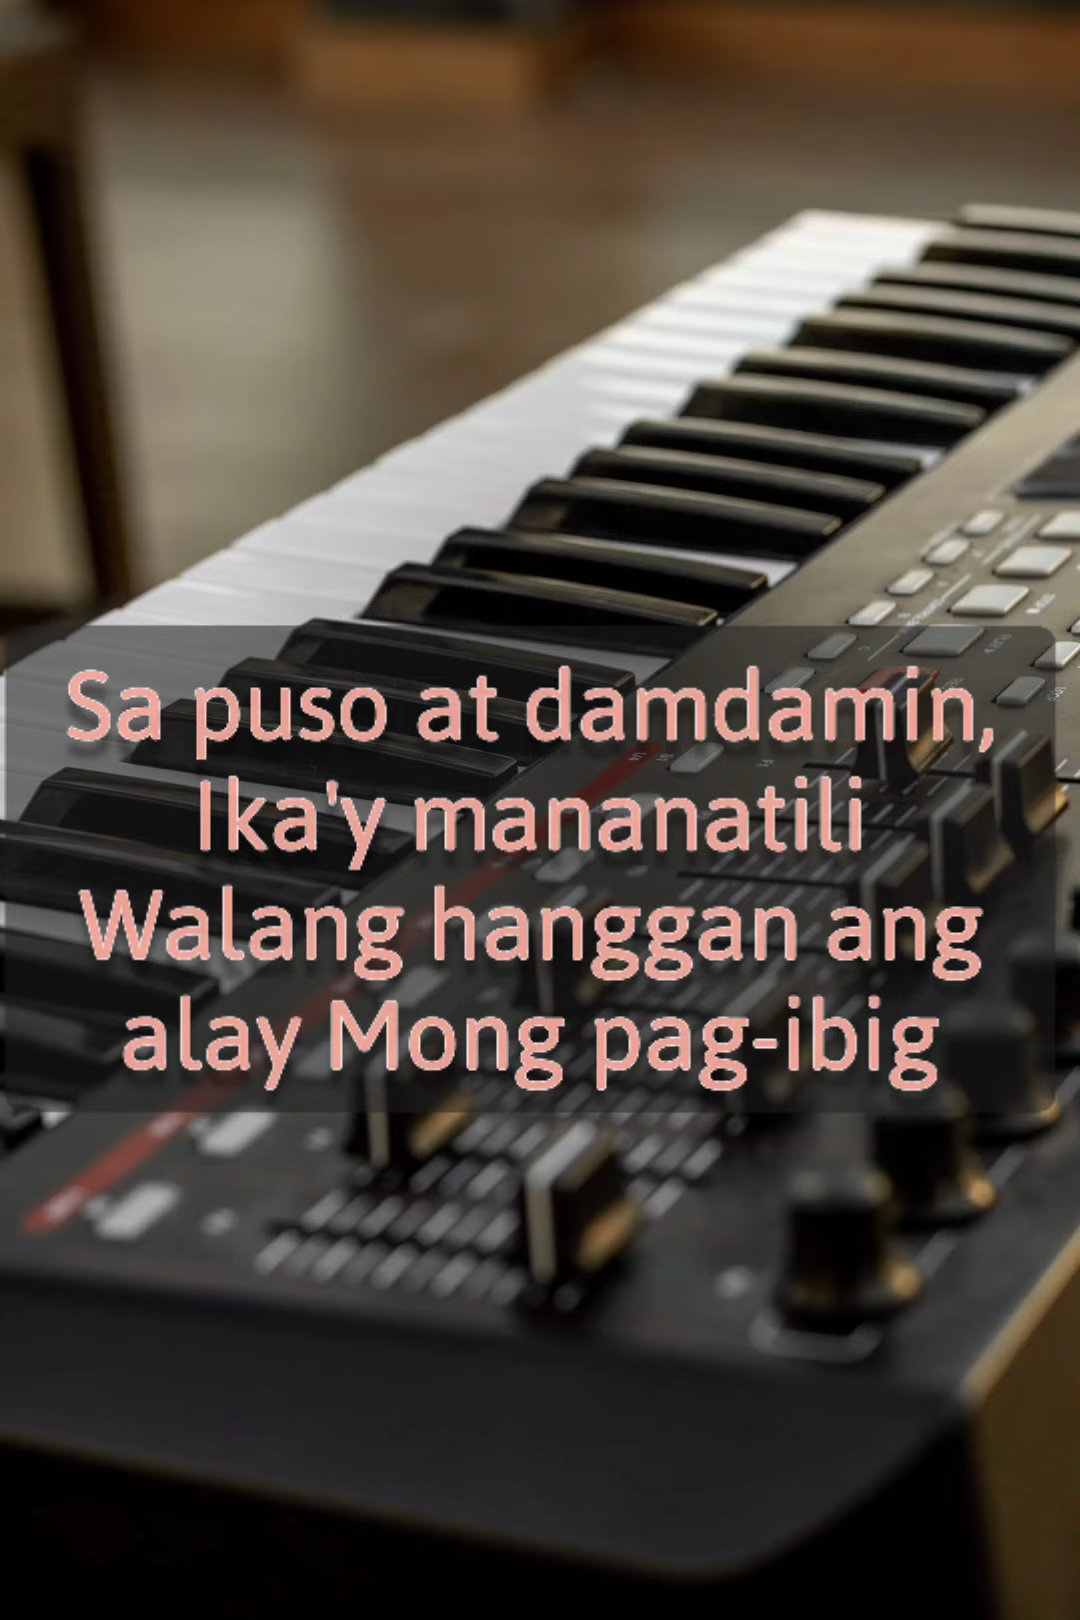 Sa puso at damdamin,
Ika'y mananatili
Walang hanggan ang
alay Mong pag-ibig